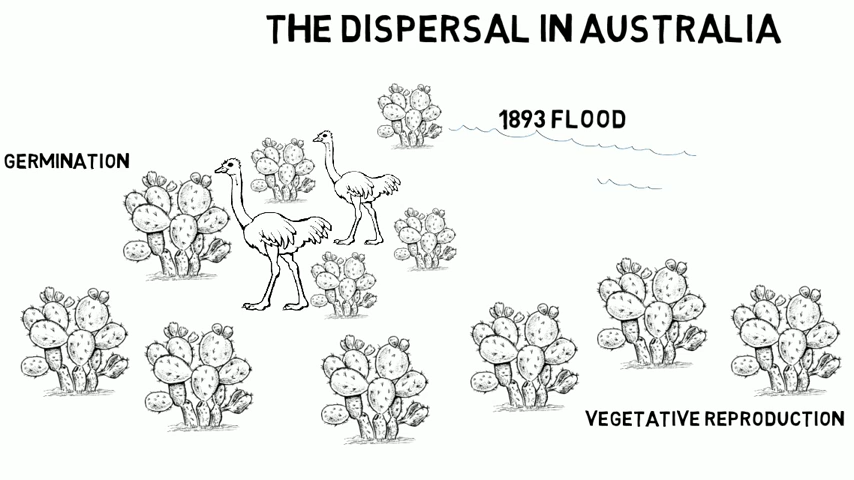 THE DISPERSAL IN AUSTRALIA
1893 FLOOD
GERMINATION
VEGETATIVE REPRODUCTION